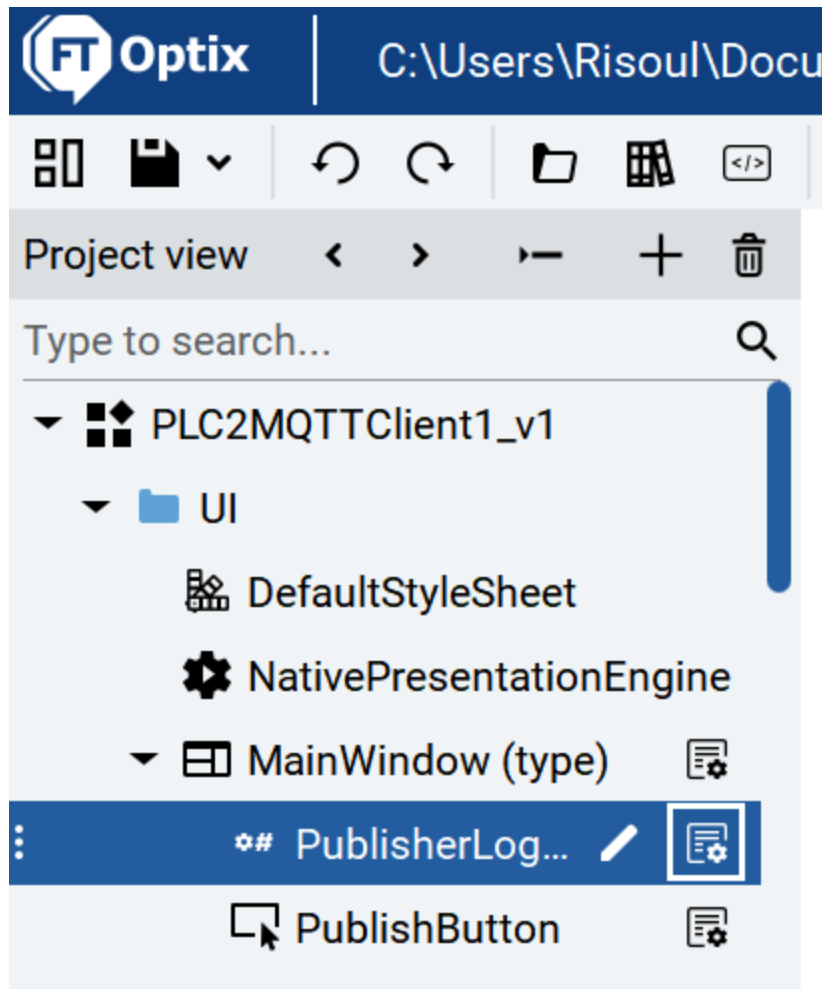 FT Optix C:\Users\Risoul\Docu
</>
Project view
Type to search...
PLC2MQTTClient1_v1
UI
DefaultStyleSheet
NativePresentationEngine
MainWindow (type)
# PublisherLog...
PublishButton